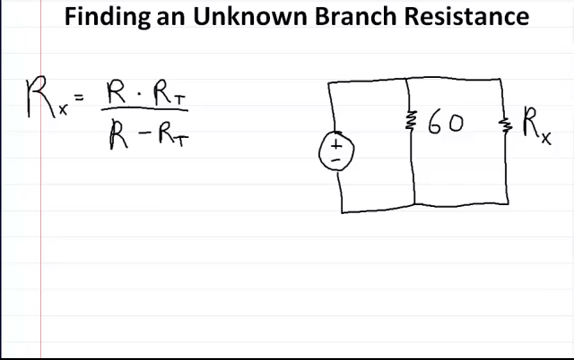 Finding an Unknown Branch Resistance
Rx = R · RT / R - RT
+
-
60
Rx